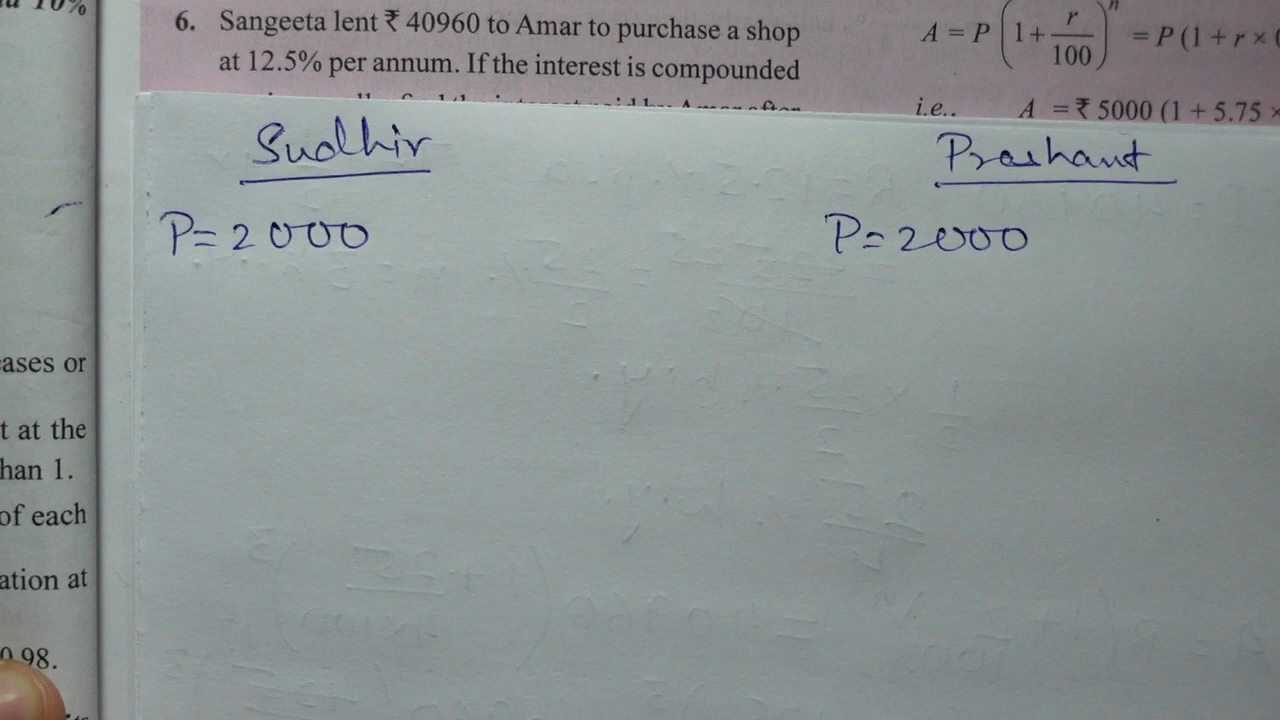 10%
6. Sangeeta lent ₹ 40960 to Amar to purchase a shop
at 12.5% per annum. If the interest is compounded
A = P (1 + r/100)^n = P (1 + r ×
i.e.. A = ₹ 5000 (1 + 5.75 ×
Sudhir
P = 2000
Prashant
P = 2000
ases or
t at the
han 1.
of each
ation at
0.98.